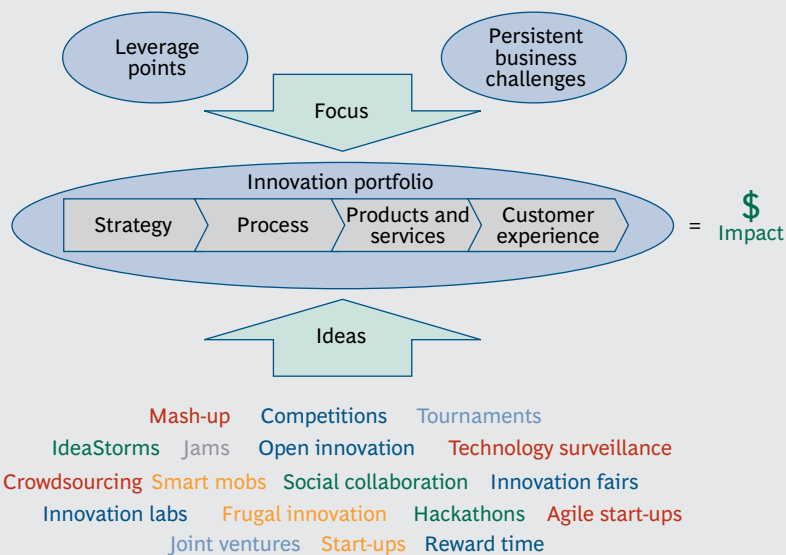 Leverage
points
Persistent
business
challenges
Focus
Innovation portfolio
Strategy
Process
Products and
services
Customer
experience
=
$
Impact
Ideas
Mash-up Competitions Tournaments
IdeaStorms Jams Open innovation Technology surveillance
Crowdsourcing Smart mobs Social collaboration Innovation fairs
Innovation labs Frugal innovation Hackathons Agile start-ups
Joint ventures Start-ups Reward time